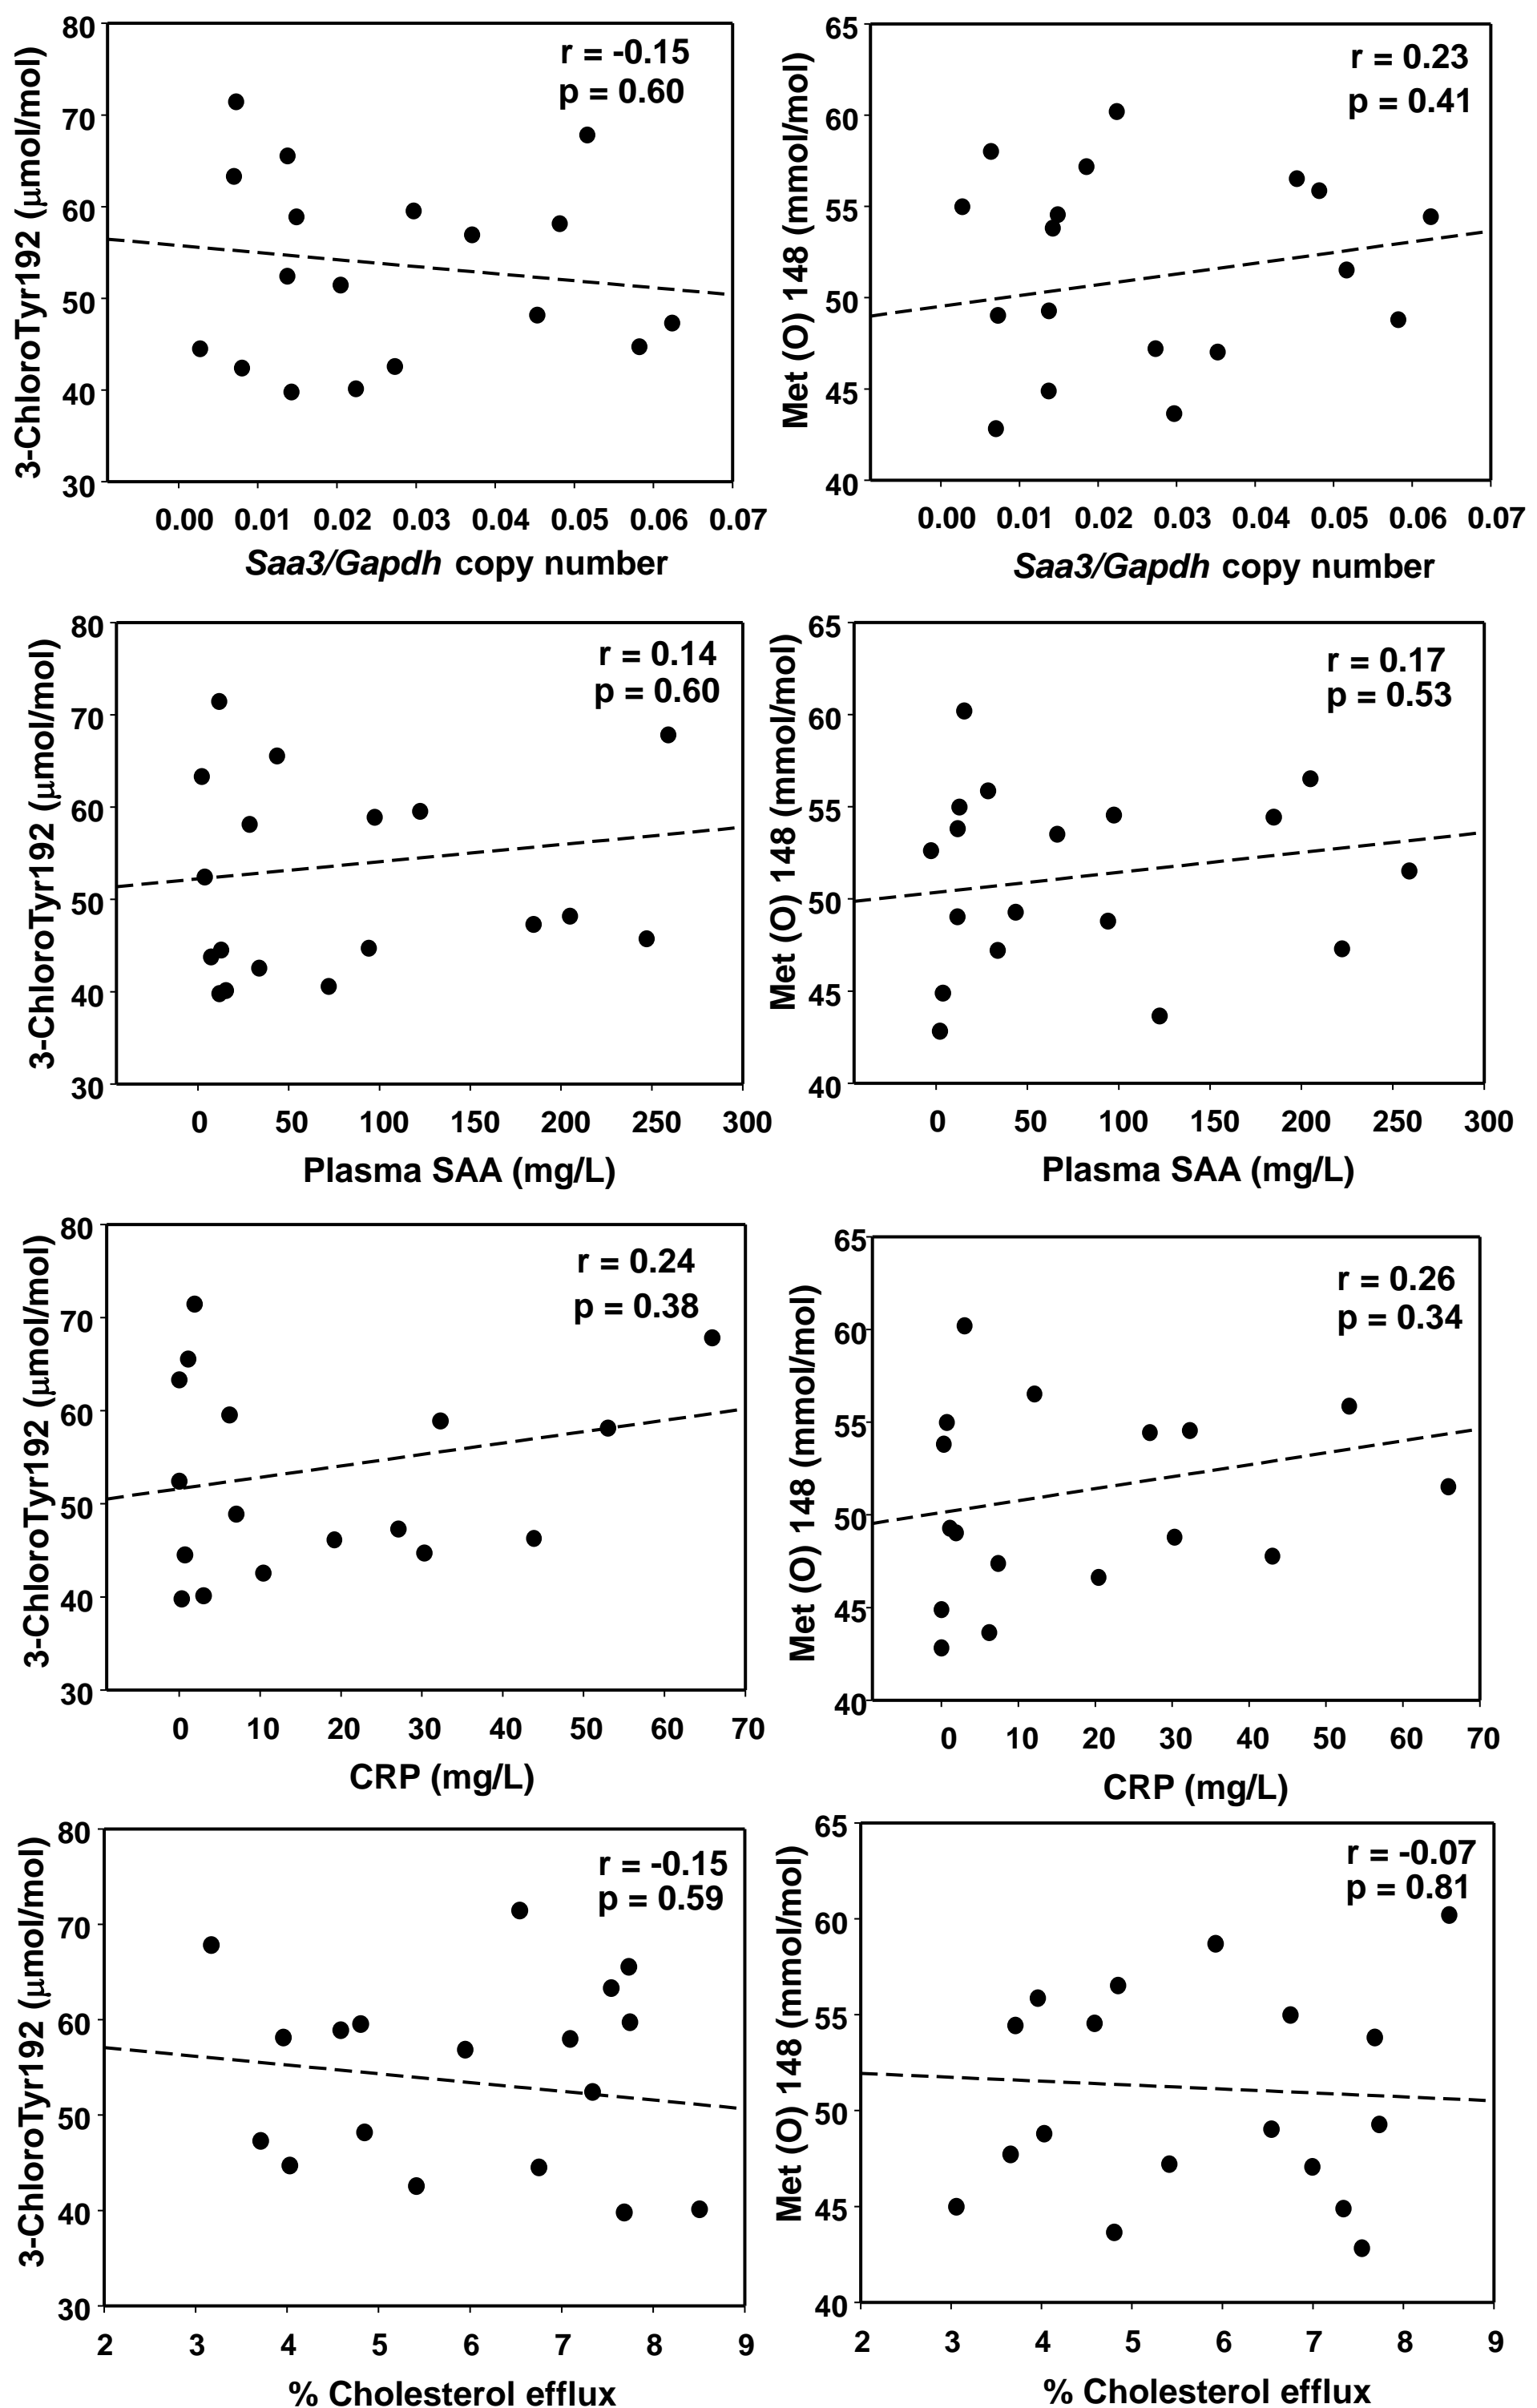 80
70
60
50
40
30
3-ChloroTyr192 (μmol/mol)
r = -0.15
p = 0.60
0.00 0.01 0.02 0.03 0.04 0.05 0.06 0.07
Saa3/Gapdh copy number
65
60
55
50
45
40
Met (O) 148 (mmol/mol)
r = 0.23
p = 0.41
0.00 0.01 0.02 0.03 0.04 0.05 0.06 0.07
Saa3/Gapdh copy number
80
70
60
50
40
30
3-ChloroTyr192 (μmol/mol)
r = 0.14
p = 0.60
0 50 100 150 200 250 300
Plasma SAA (mg/L)
65
60
55
50
45
40
Met (O) 148 (mmol/mol)
r = 0.17
p = 0.53
0 50 100 150 200 250 300
Plasma SAA (mg/L)
80
70
60
50
40
30
3-ChloroTyr192 (μmol/mol)
r = 0.24
p = 0.38
0 10 20 30 40 50 60 70
CRP (mg/L)
65
60
55
50
45
40
Met (O) 148 (mmol/mol)
r = 0.26
p = 0.34
0 10 20 30 40 50 60 70
CRP (mg/L)
80
70
60
50
40
30
3-ChloroTyr192 (μmol/mol)
r = -0.15
p = 0.59
2 3 4 5 6 7 8 9
% Cholesterol efflux
65
60
55
50
45
40
Met (O) 148 (mmol/mol)
r = -0.07
p = 0.81
2 3 4 5 6 7 8 9
% Cholesterol efflux